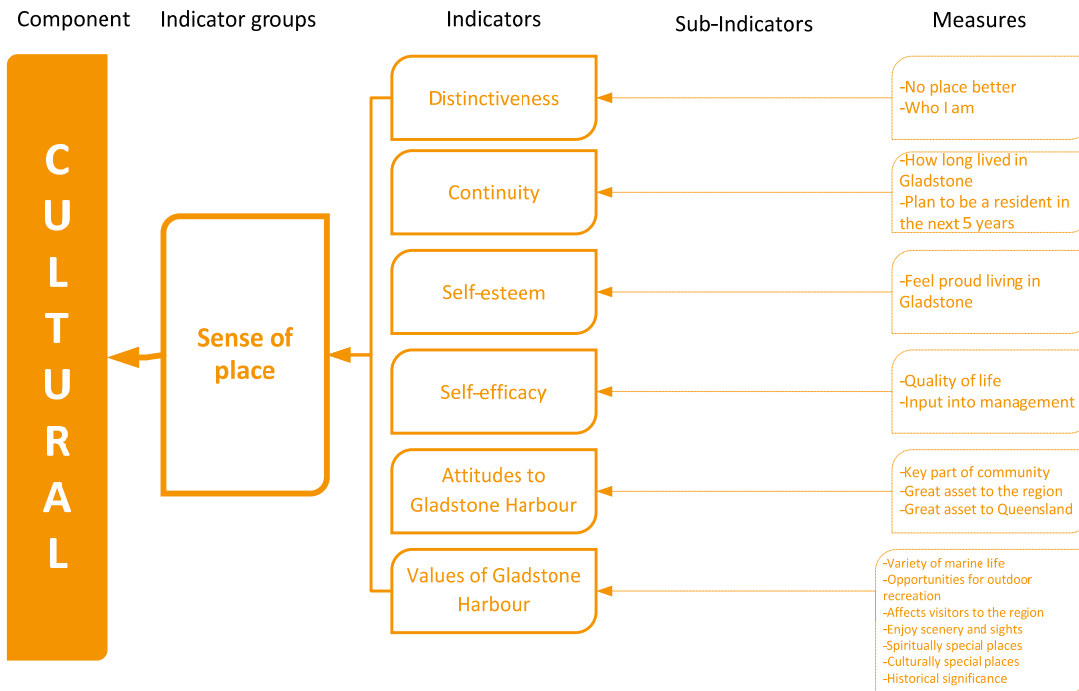 Component
Indicator groups
Indicators
Sub-Indicators
Measures
C
U
L
T
U
R
A
L
Sense of
place
Distinctiveness
-No place better
-Who I am
Continuity
-How long lived in
Gladstone
-Plan to be a resident in
the next 5 years
Self-esteem
-Feel proud living in
Gladstone
Self-efficacy
-Quality of life
-Input into management
Attitudes to
Gladstone Harbour
-Key part of community
-Great asset to the region
-Great asset to Queensland
Values of Gladstone
Harbour
-Variety of marine life
-Opportunities for outdoor
recreation
-Affects visitors to the region
-Enjoy scenery and sights
-Spiritually special places
-Culturally special places
-Historical significance